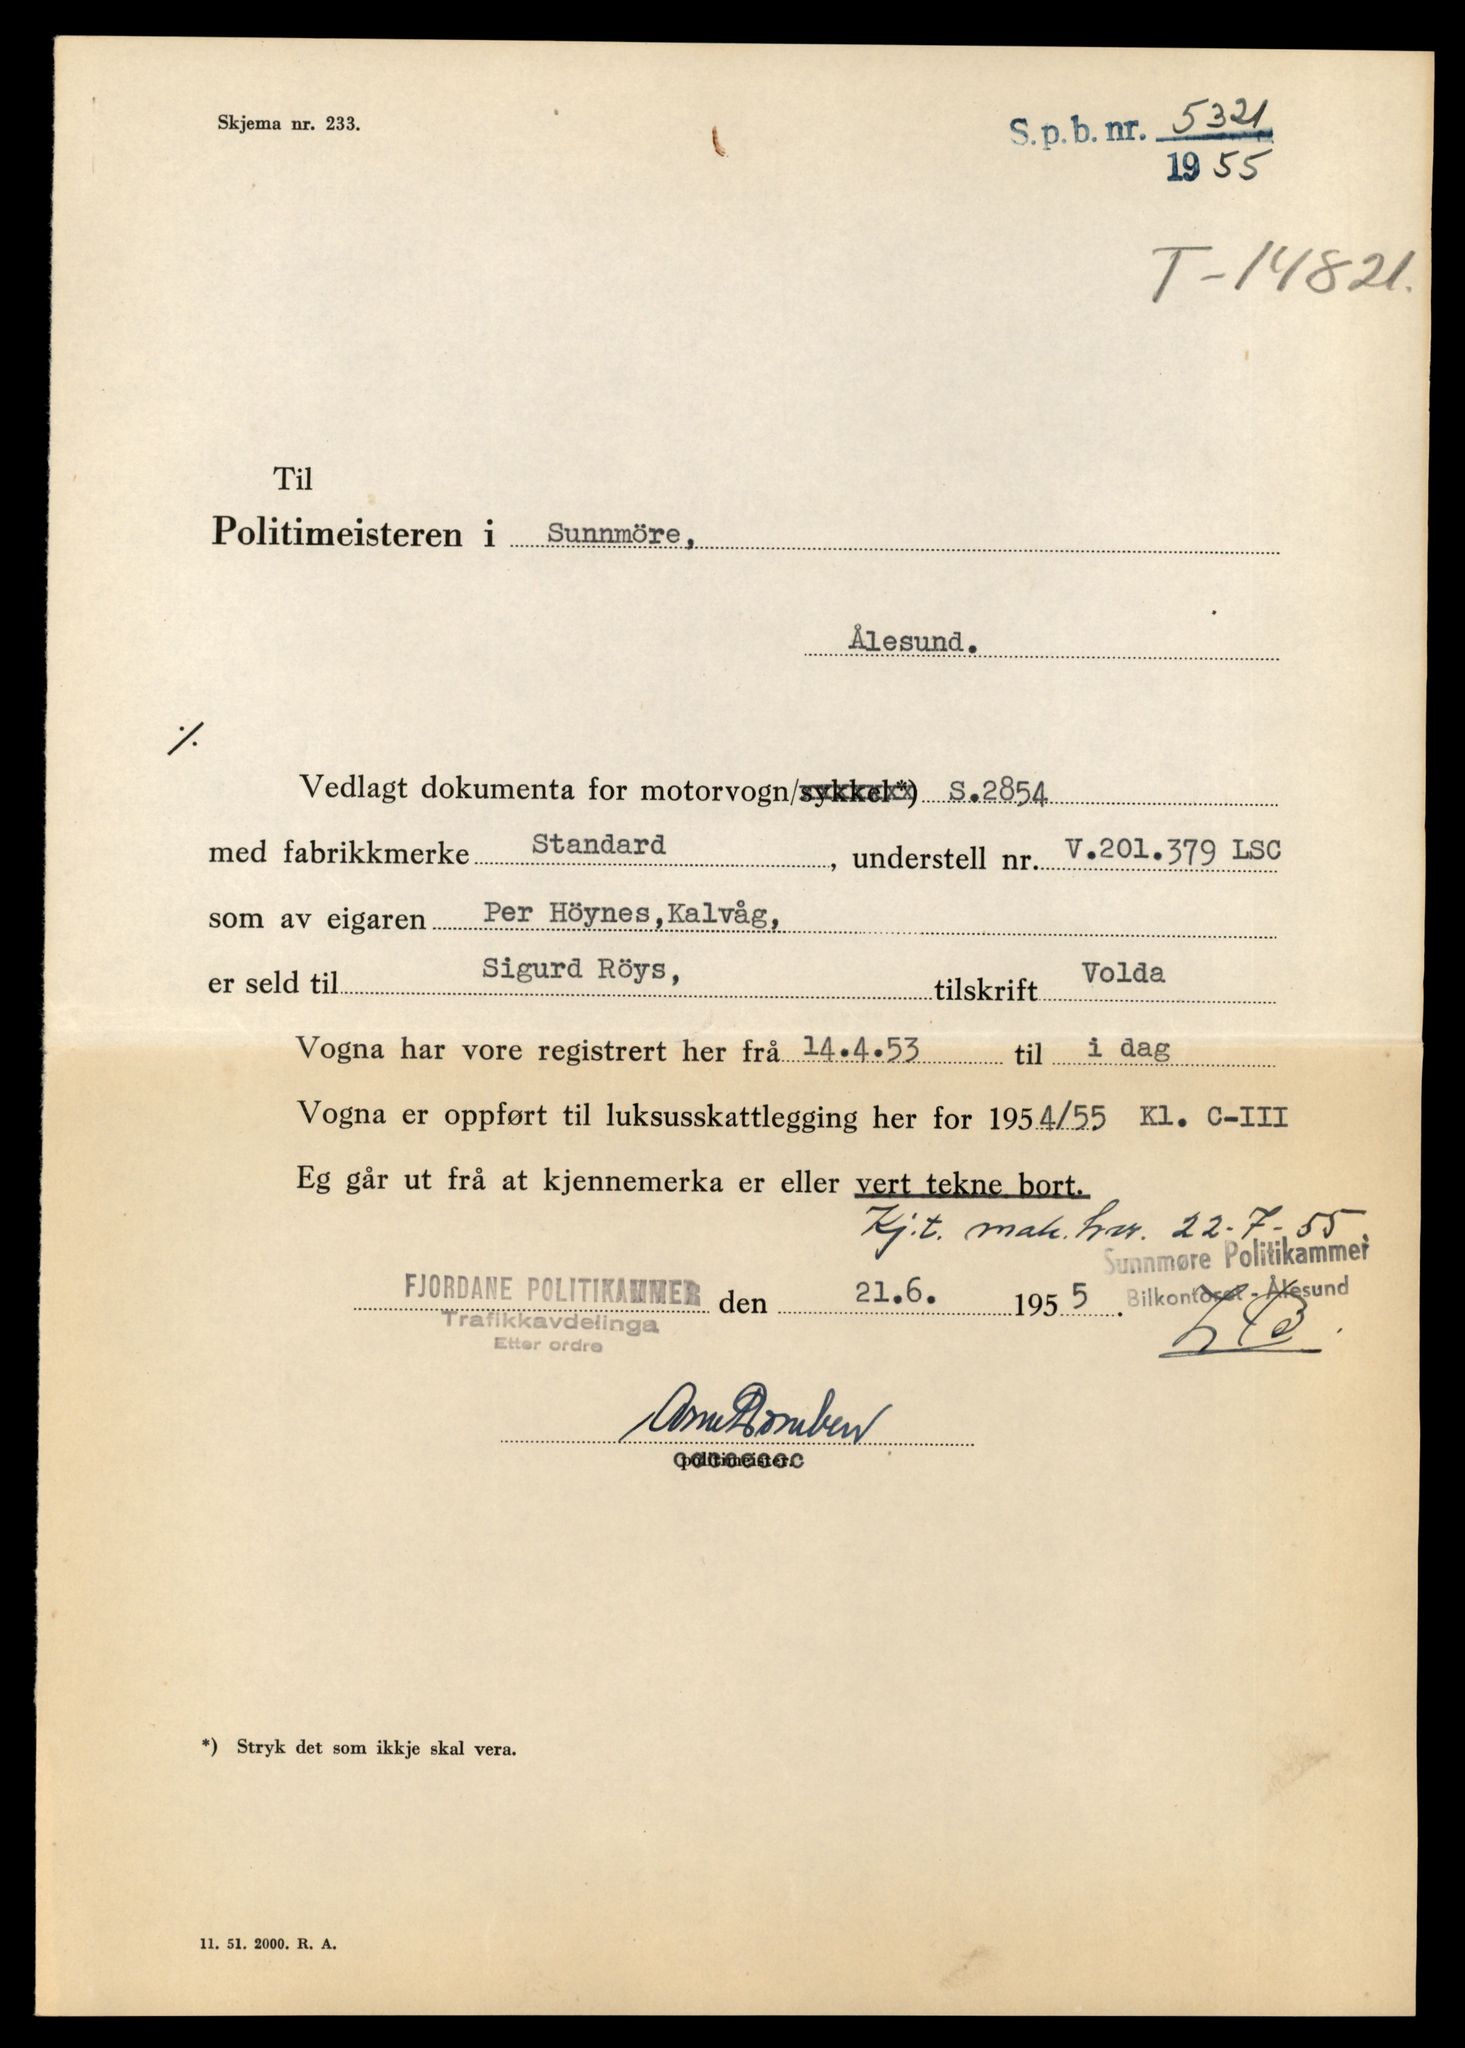 Skjema nr. 233.
S.p.b. nr. 5321
1955
T-14821.
Til
Politimeisteren i Sunnmöre,
Ålesund.
./.
Vedlagt dokumenta for motorvogn/sykkel*) S.2854
med fabrikkmerke Standard, understell nr. V.201.379 LSC
som av eigaren Per Höynes, Kalvåg,
er seld til Sigurd Röys, tilskrift Volda
Vogna har vore registrert her frå 14.4.53 til i dag
Vogna er oppført til luksusskattlegging her for 1954/55 Kl. C-III
Eg går ut frå at kjennemerka er eller vert tekne bort.
Kj.t. 22-7-55.
Sunnmøre Politikammer
Bilkontoret - Ålesund
FJORDANE POLITIKAMMER den 21.6. 1955.
Trafikkavdelinga
Etter ordre
politimeister.
*) Stryk det som ikkje skal vera.
11. 51. 2000. R. A.